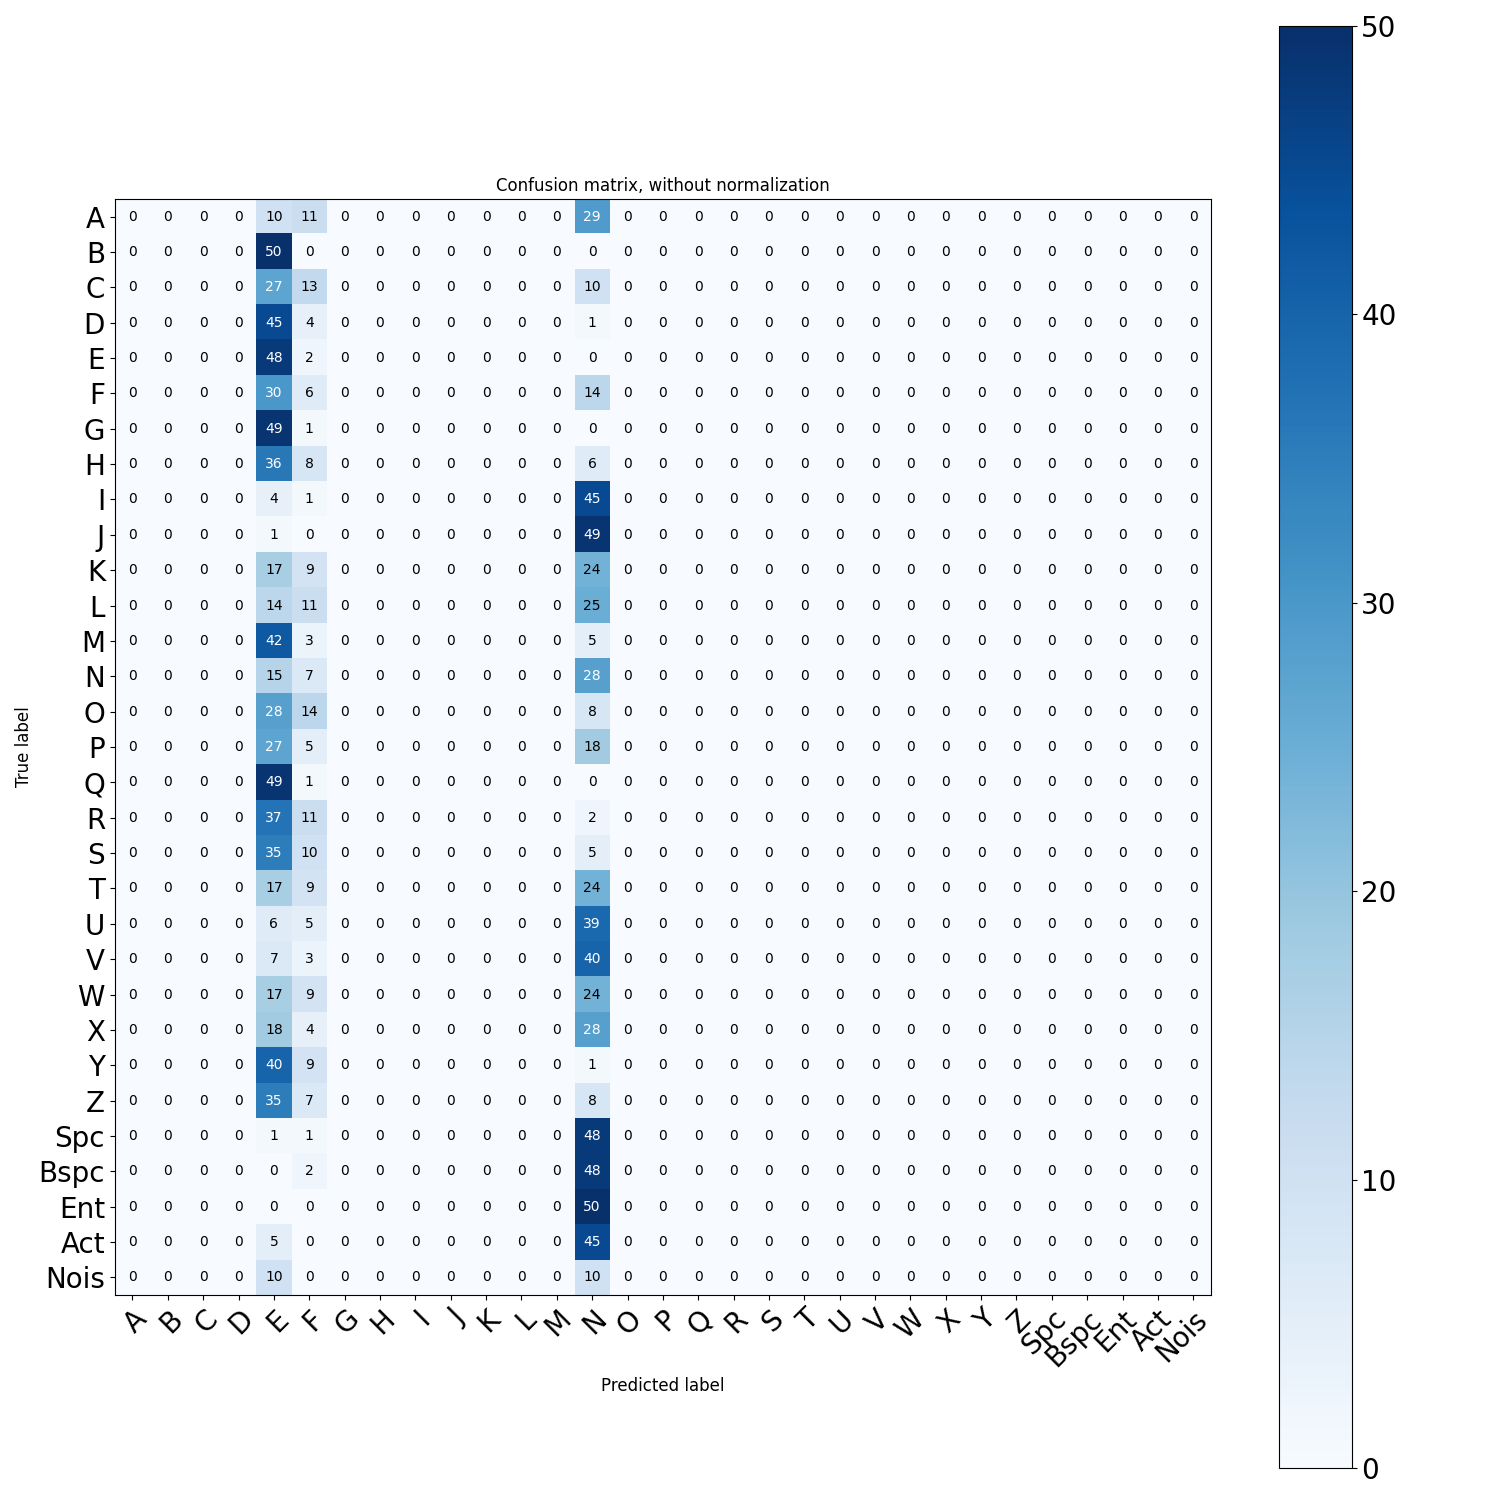 Confusion matrix, without normalization
A 0 0 0 0 10 11 0 0 0 0 0 0 0 29 0 0 0 0 0 0 0 0 0 0 0 0 0 0 0 0 0
B 0 0 0 0 50 0 0 0 0 0 0 0 0 0 0 0 0 0 0 0 0 0 0 0 0 0 0 0 0 0 0
C 0 0 0 0 27 13 0 0 0 0 0 0 0 10 0 0 0 0 0 0 0 0 0 0 0 0 0 0 0 0 0
D 0 0 0 0 45 4 0 0 0 0 0 0 0 1 0 0 0 0 0 0 0 0 0 0 0 0 0 0 0 0 0
E 0 0 0 0 48 2 0 0 0 0 0 0 0 0 0 0 0 0 0 0 0 0 0 0 0 0 0 0 0 0 0
F 0 0 0 0 30 6 0 0 0 0 0 0 0 14 0 0 0 0 0 0 0 0 0 0 0 0 0 0 0 0 0
G 0 0 0 0 49 1 0 0 0 0 0 0 0 0 0 0 0 0 0 0 0 0 0 0 0 0 0 0 0 0 0
H 0 0 0 0 36 8 0 0 0 0 0 0 0 6 0 0 0 0 0 0 0 0 0 0 0 0 0 0 0 0 0
I 0 0 0 0 4 1 0 0 0 0 0 0 0 45 0 0 0 0 0 0 0 0 0 0 0 0 0 0 0 0 0
J 0 0 0 0 1 0 0 0 0 0 0 0 0 49 0 0 0 0 0 0 0 0 0 0 0 0 0 0 0 0 0
K 0 0 0 0 17 9 0 0 0 0 0 0 0 24 0 0 0 0 0 0 0 0 0 0 0 0 0 0 0 0 0
L 0 0 0 0 14 11 0 0 0 0 0 0 0 25 0 0 0 0 0 0 0 0 0 0 0 0 0 0 0 0 0
M 0 0 0 0 42 3 0 0 0 0 0 0 0 5 0 0 0 0 0 0 0 0 0 0 0 0 0 0 0 0 0
N 0 0 0 0 15 7 0 0 0 0 0 0 0 28 0 0 0 0 0 0 0 0 0 0 0 0 0 0 0 0 0
O 0 0 0 0 28 14 0 0 0 0 0 0 0 8 0 0 0 0 0 0 0 0 0 0 0 0 0 0 0 0 0
P 0 0 0 0 27 5 0 0 0 0 0 0 0 18 0 0 0 0 0 0 0 0 0 0 0 0 0 0 0 0 0
Q 0 0 0 0 49 1 0 0 0 0 0 0 0 0 0 0 0 0 0 0 0 0 0 0 0 0 0 0 0 0 0
R 0 0 0 0 37 11 0 0 0 0 0 0 0 2 0 0 0 0 0 0 0 0 0 0 0 0 0 0 0 0 0
S 0 0 0 0 35 10 0 0 0 0 0 0 0 5 0 0 0 0 0 0 0 0 0 0 0 0 0 0 0 0 0
T 0 0 0 0 17 9 0 0 0 0 0 0 0 24 0 0 0 0 0 0 0 0 0 0 0 0 0 0 0 0 0
U 0 0 0 0 6 5 0 0 0 0 0 0 0 39 0 0 0 0 0 0 0 0 0 0 0 0 0 0 0 0 0
V 0 0 0 0 7 3 0 0 0 0 0 0 0 40 0 0 0 0 0 0 0 0 0 0 0 0 0 0 0 0 0
W 0 0 0 0 17 9 0 0 0 0 0 0 0 24 0 0 0 0 0 0 0 0 0 0 0 0 0 0 0 0 0
X 0 0 0 0 18 4 0 0 0 0 0 0 0 28 0 0 0 0 0 0 0 0 0 0 0 0 0 0 0 0 0
Y 0 0 0 0 40 9 0 0 0 0 0 0 0 1 0 0 0 0 0 0 0 0 0 0 0 0 0 0 0 0 0
Z 0 0 0 0 35 7 0 0 0 0 0 0 0 8 0 0 0 0 0 0 0 0 0 0 0 0 0 0 0 0 0
Spc 0 0 0 0 1 1 0 0 0 0 0 0 0 48 0 0 0 0 0 0 0 0 0 0 0 0 0 0 0 0 0
Bspc 0 0 0 0 0 2 0 0 0 0 0 0 0 48 0 0 0 0 0 0 0 0 0 0 0 0 0 0 0 0 0
Ent 0 0 0 0 0 0 0 0 0 0 0 0 0 50 0 0 0 0 0 0 0 0 0 0 0 0 0 0 0 0 0
Act 0 0 0 0 5 0 0 0 0 0 0 0 0 45 0 0 0 0 0 0 0 0 0 0 0 0 0 0 0 0 0
Nois 0 0 0 0 10 0 0 0 0 0 0 0 0 10 0 0 0 0 0 0 0 0 0 0 0 0 0 0 0 0 0
A B C D E F G H I J K L M N O P Q R S T U V W X Y Z Spc Bspc Ent Act Nois
Predicted label
True label
50
40
30
20
10
0